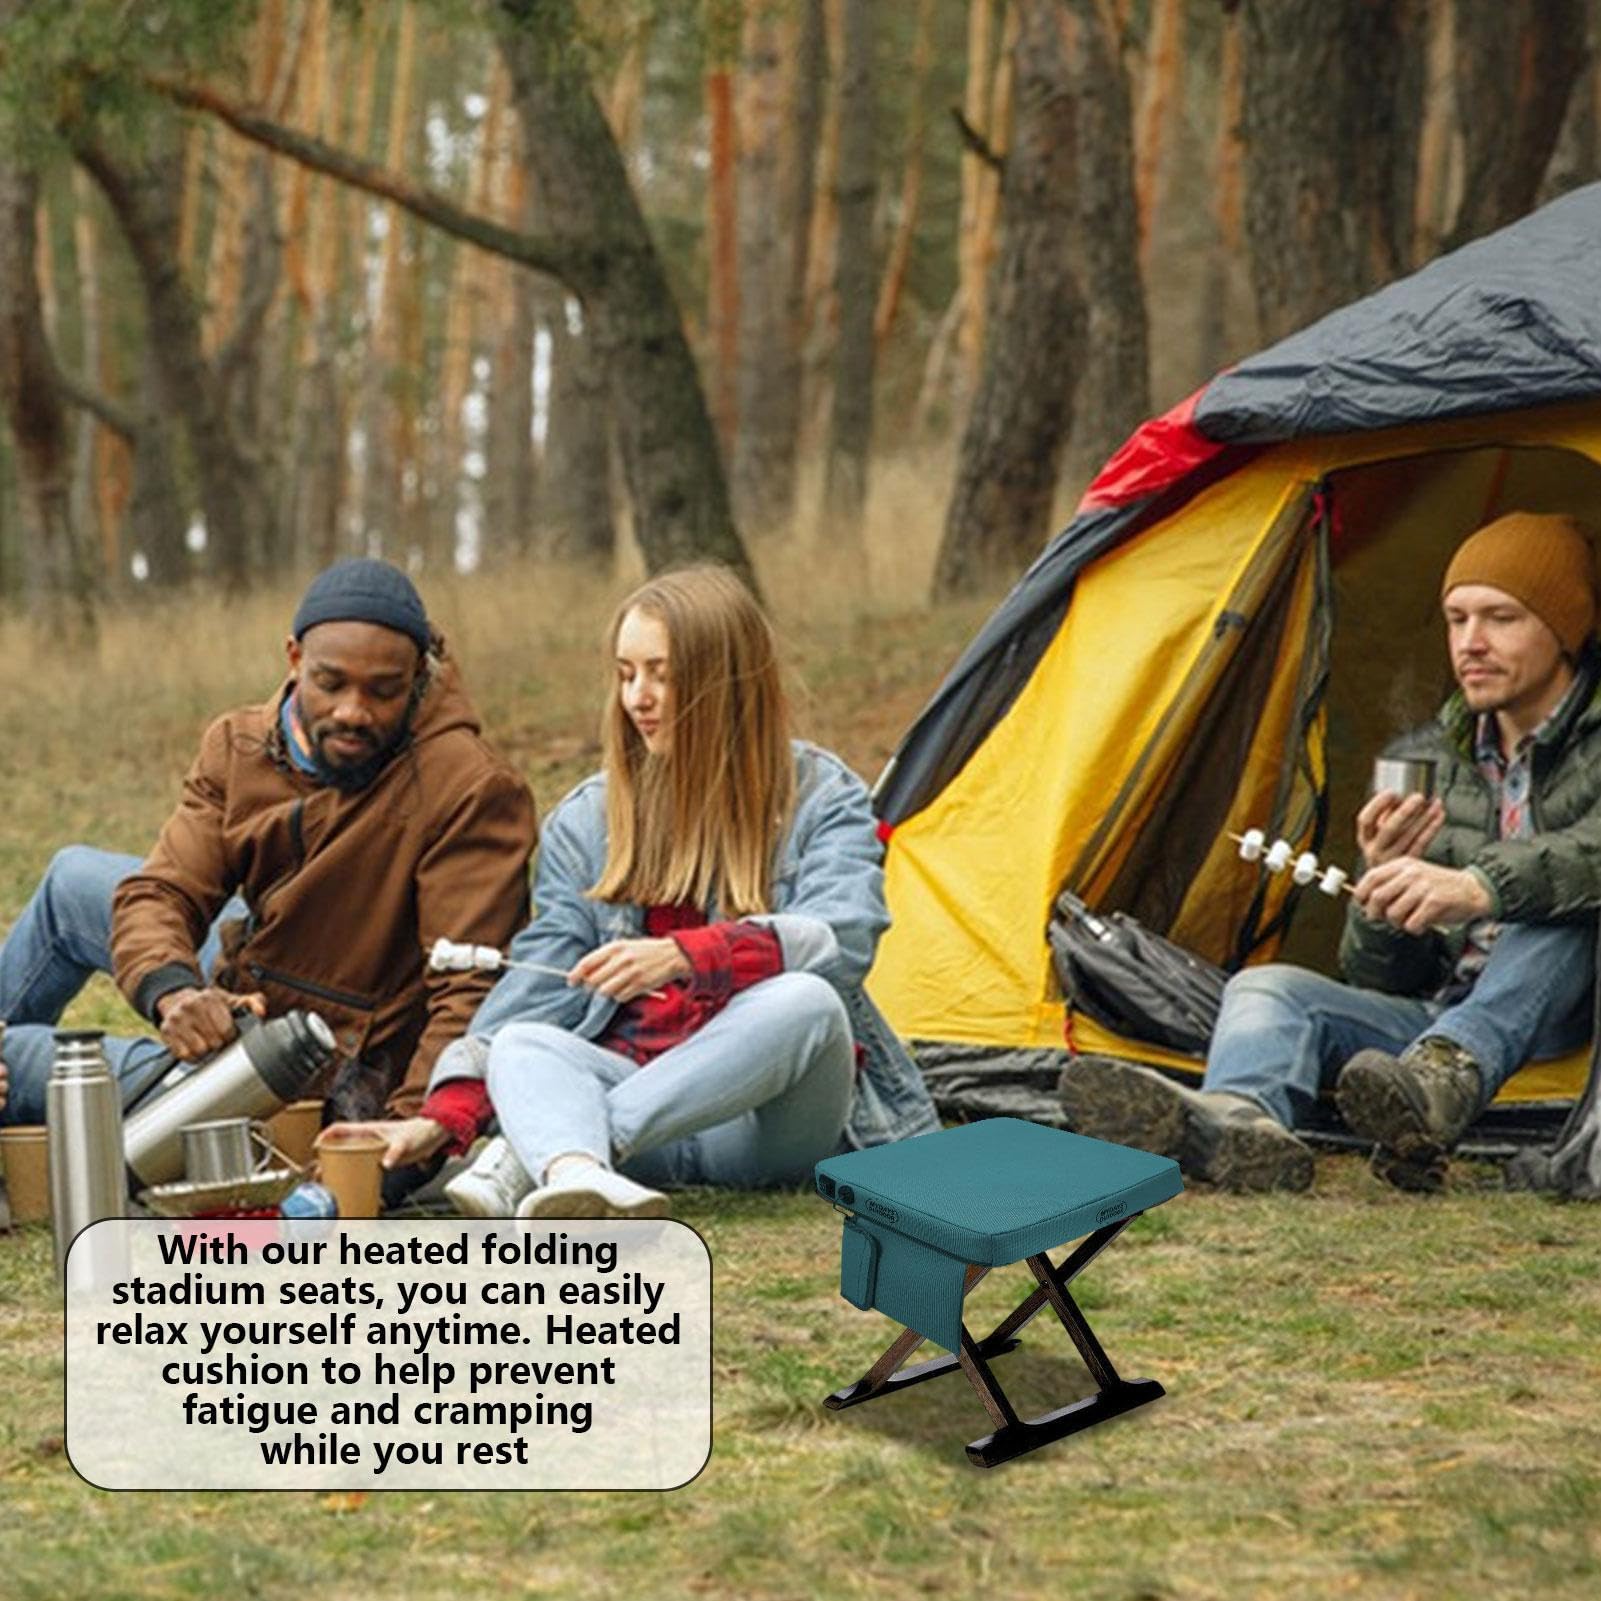 With our heated folding
stadium seats, you can easily
relax yourself anytime. Heated
cushion to help prevent
fatigue and cramping
while you rest